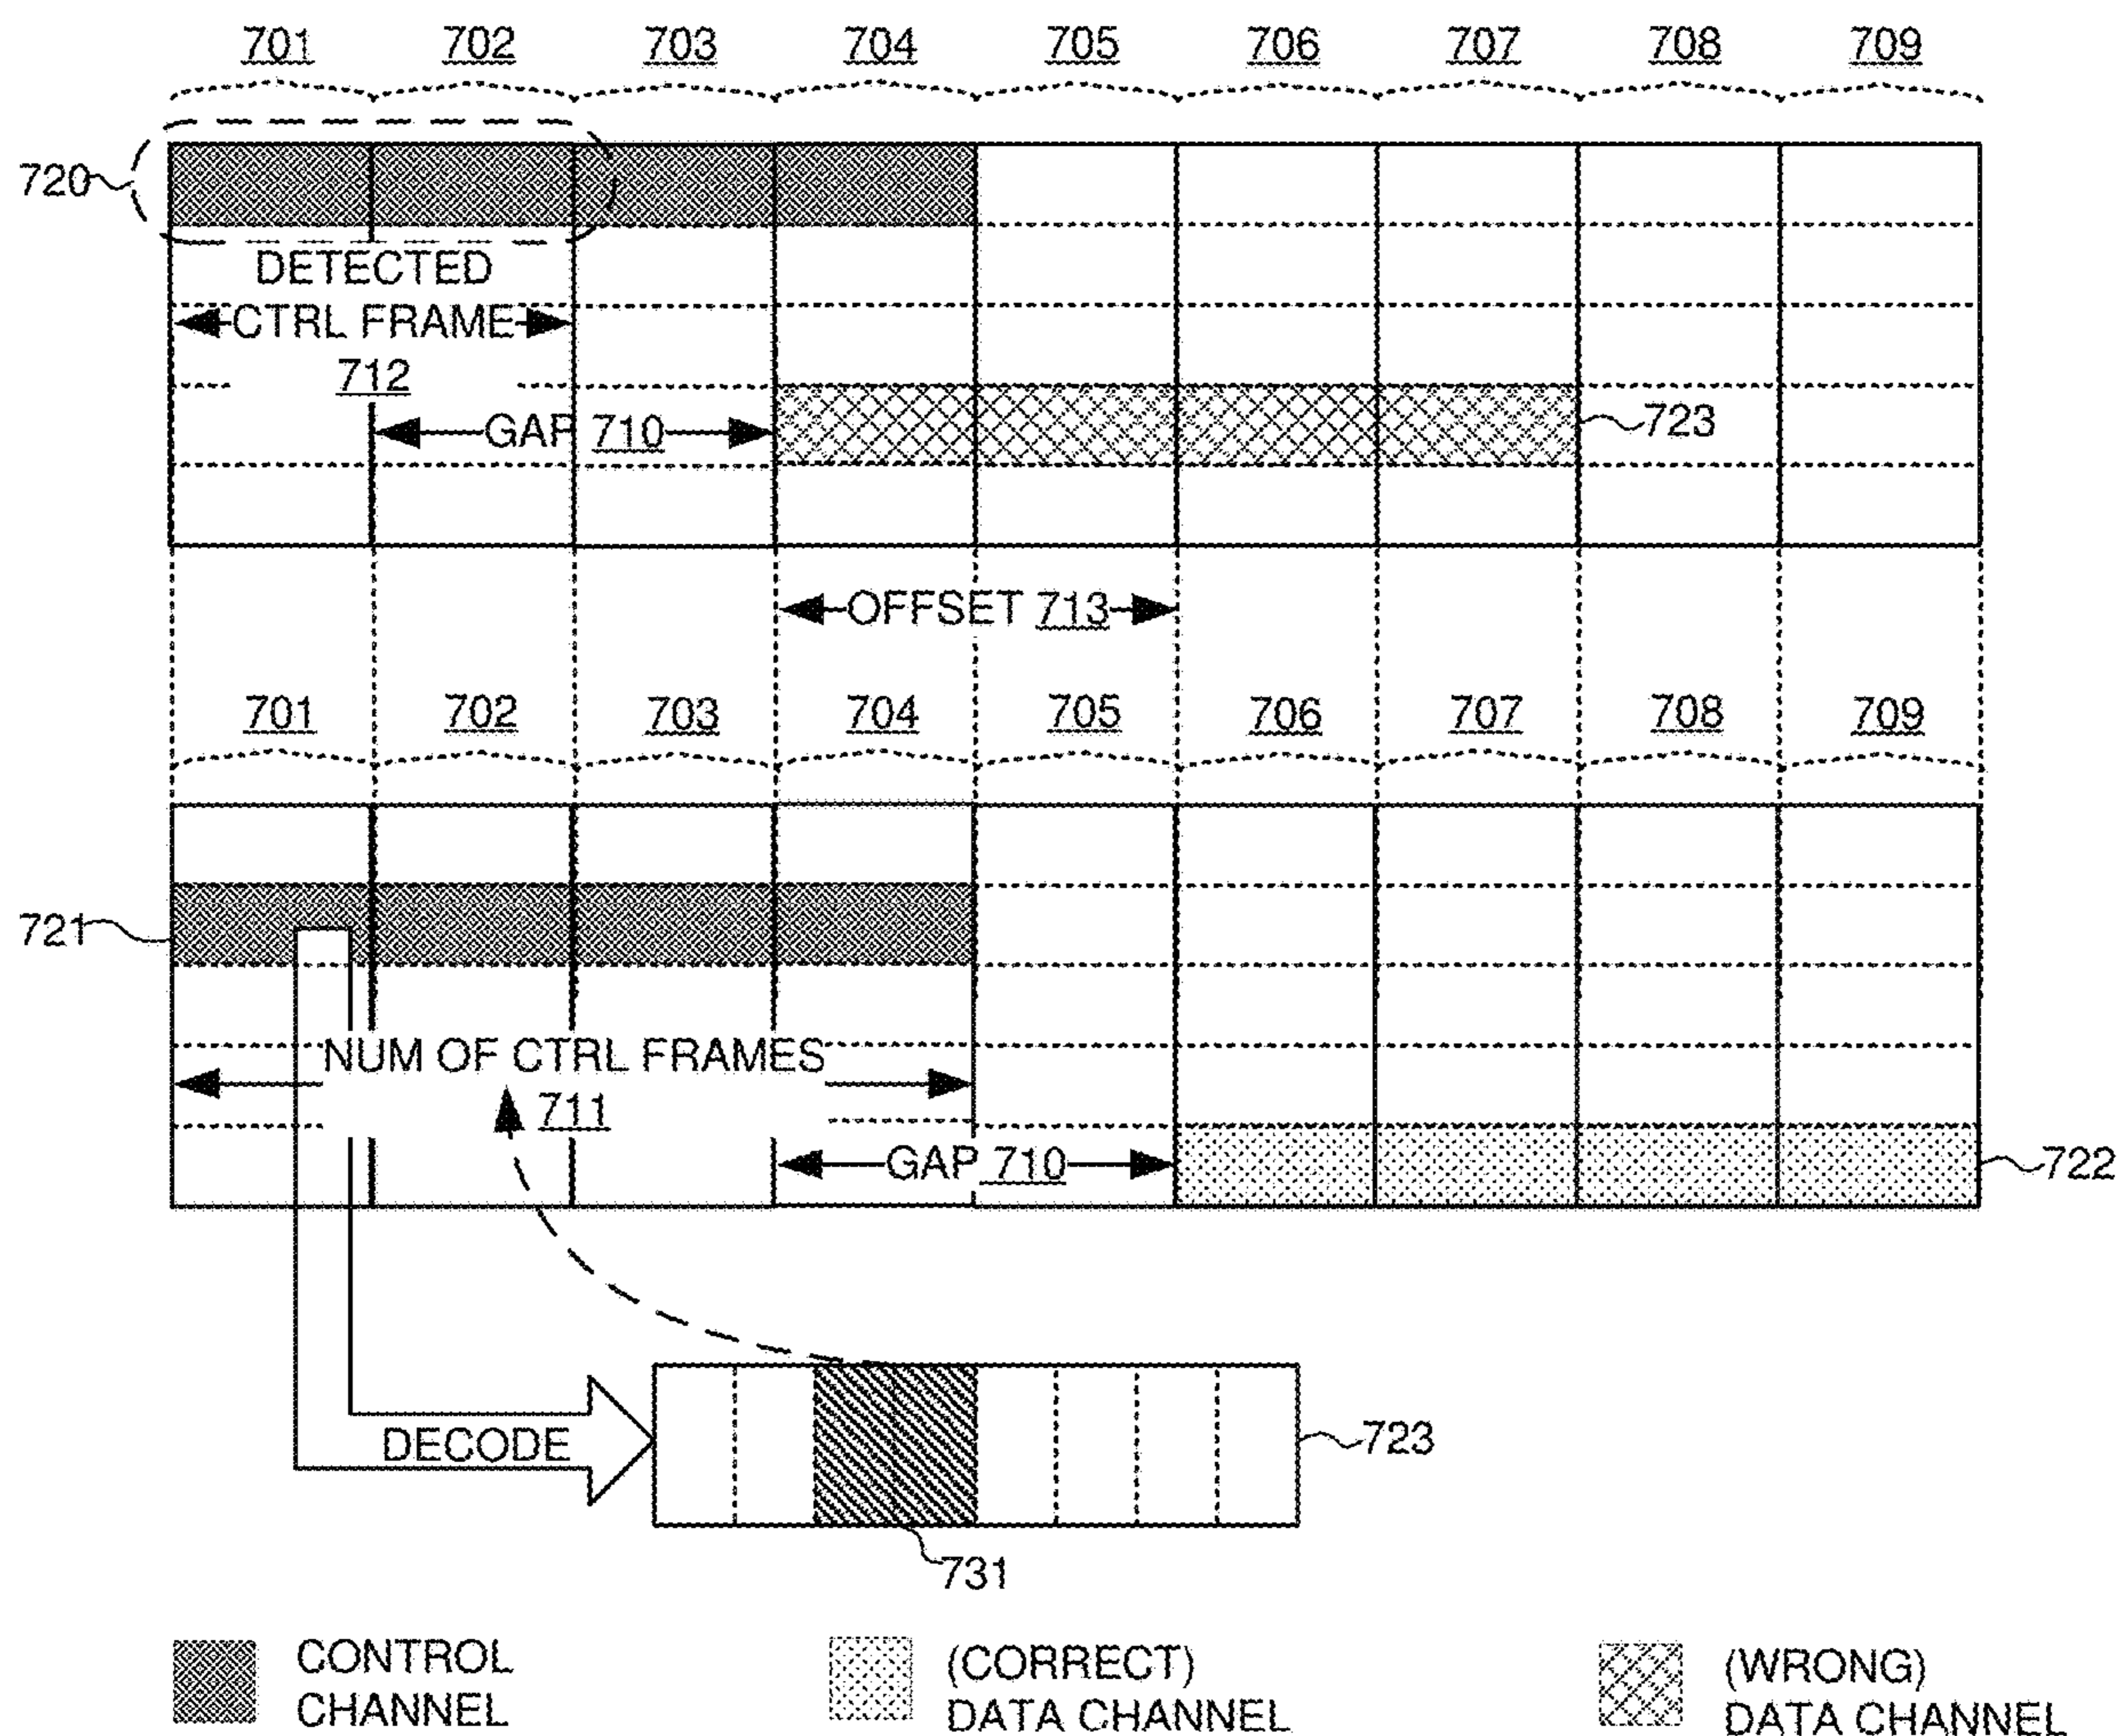 701 702 703 704 705 706 707 708 709
720
DETECTED
CTRL FRAME
712
GAP 710
723
OFFSET 713
701 702 703 704 705 706 707 708 709
721
NUM OF CTRL FRAMES
711
GAP 710
722
DECODE
723
731
CONTROL
CHANNEL
(CORRECT)
DATA CHANNEL
(WRONG)
DATA CHANNEL